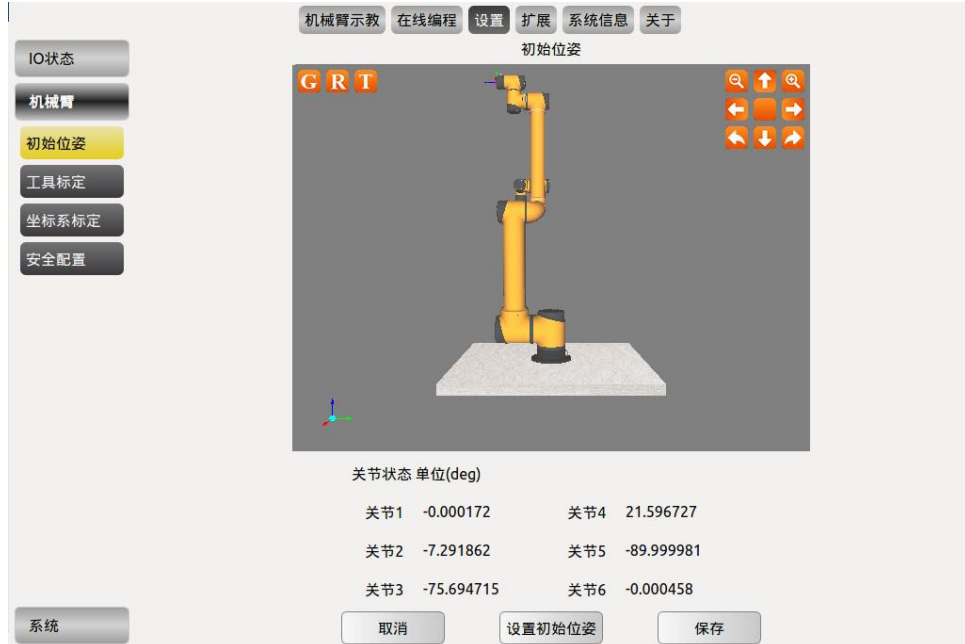 机械臂示教 在线编程 设置 扩展 系统信息 关于
初始位姿
IO状态
机械臂
初始位姿
工具标定
坐标系标定
安全配置
G R T
关节状态 单位(deg)
关节1 -0.000172 关节4 21.596727
关节2 -7.291862 关节5 -89.999981
关节3 -75.694715 关节6 -0.000458
系统
取消 设置初始位姿 保存